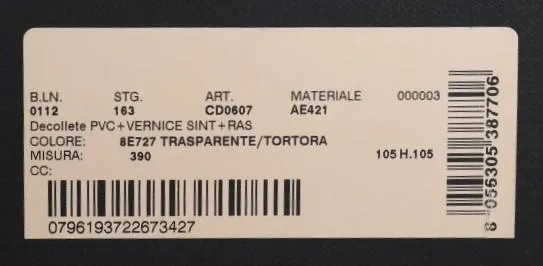 B.LN. STG. ART. MATERIALE 000003
0112 163 CD0607 AE421
Decollete PVC+VERNICE SINT+RAS
COLORE: 8E727 TRASPARENTE/TORTORA
MISURA: 390 105 H.105
CC:
0796193722673427
8 056305 387706